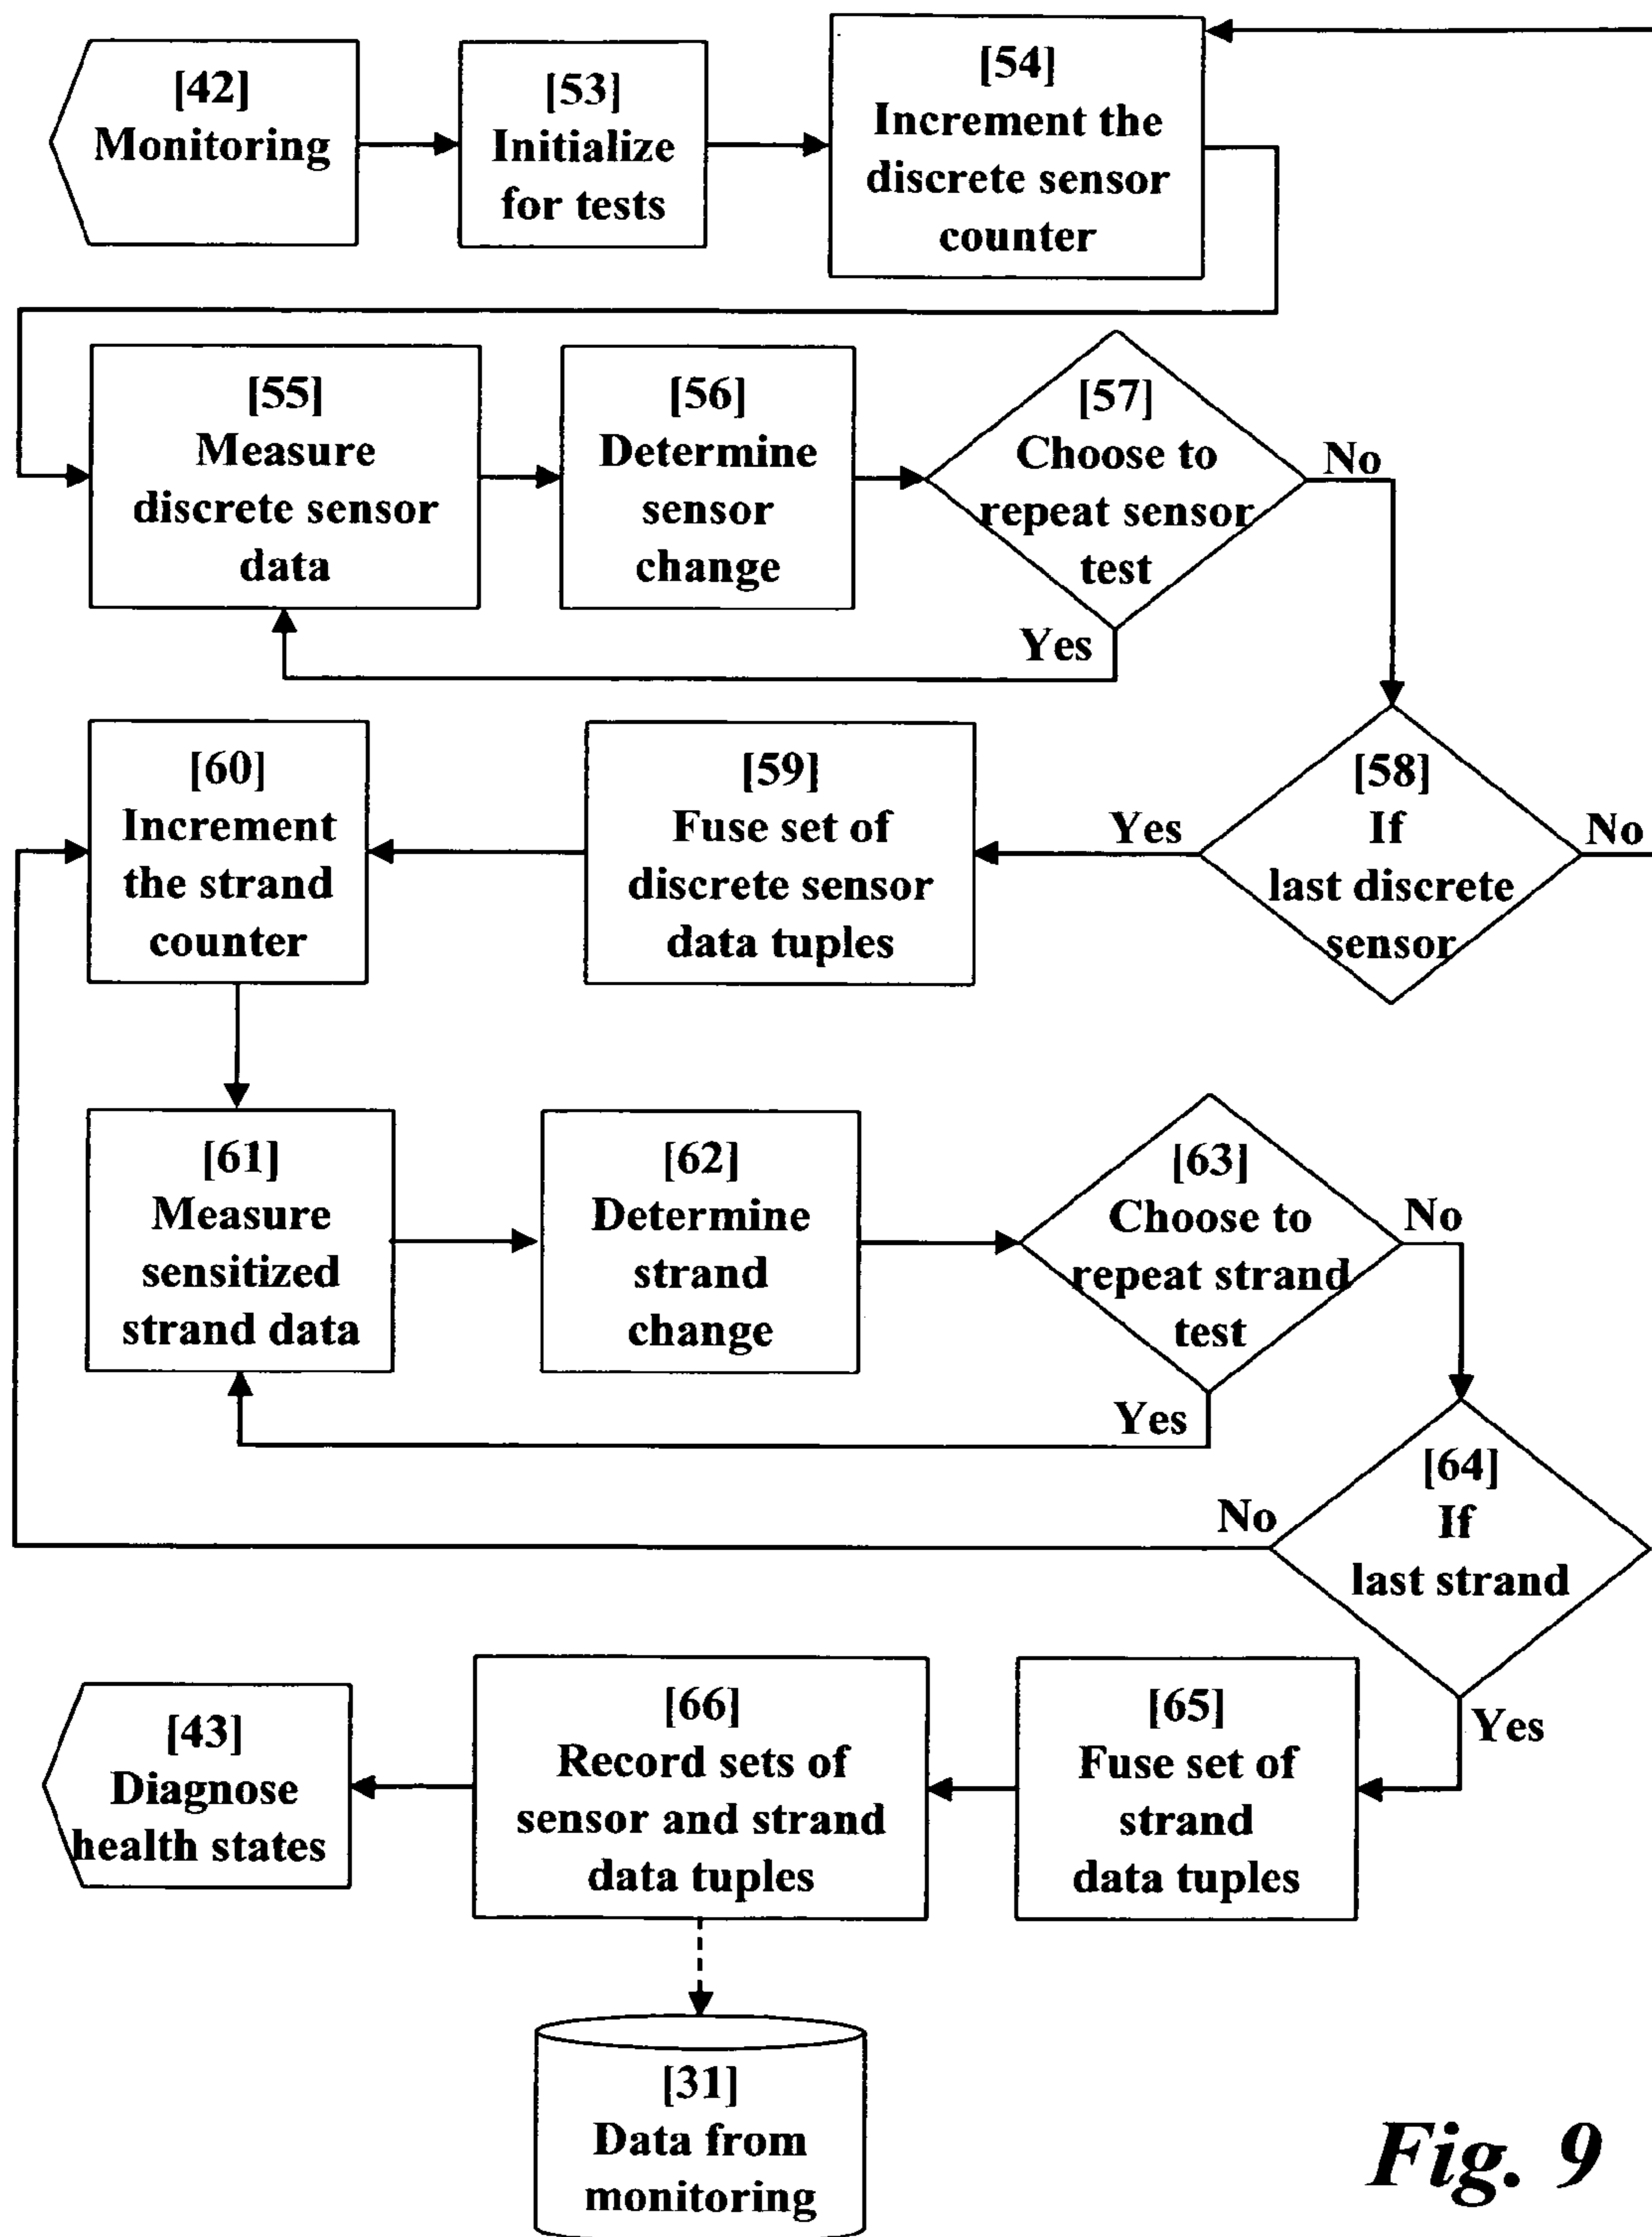 [42]
Monitoring
[53]
Initialize
for tests
[54]
Increment the
discrete sensor
counter
[55]
Measure
discrete sensor
data
[56]
Determine
sensor
change
[57]
Choose to
repeat sensor
test
No
Yes
[60]
Increment
the strand
counter
[59]
Fuse set of
discrete sensor
data tuples
Yes
[58]
If
last discrete
sensor
No
[61]
Measure
sensitized
strand data
[62]
Determine
strand
change
[63]
Choose to
repeat strand
test
No
Yes
No
[64]
If
last strand
Yes
[43]
Diagnose
health states
[66]
Record sets of
sensor and strand
data tuples
[65]
Fuse set of
strand
data tuples
[31]
Data from
monitoring
Fig. 9